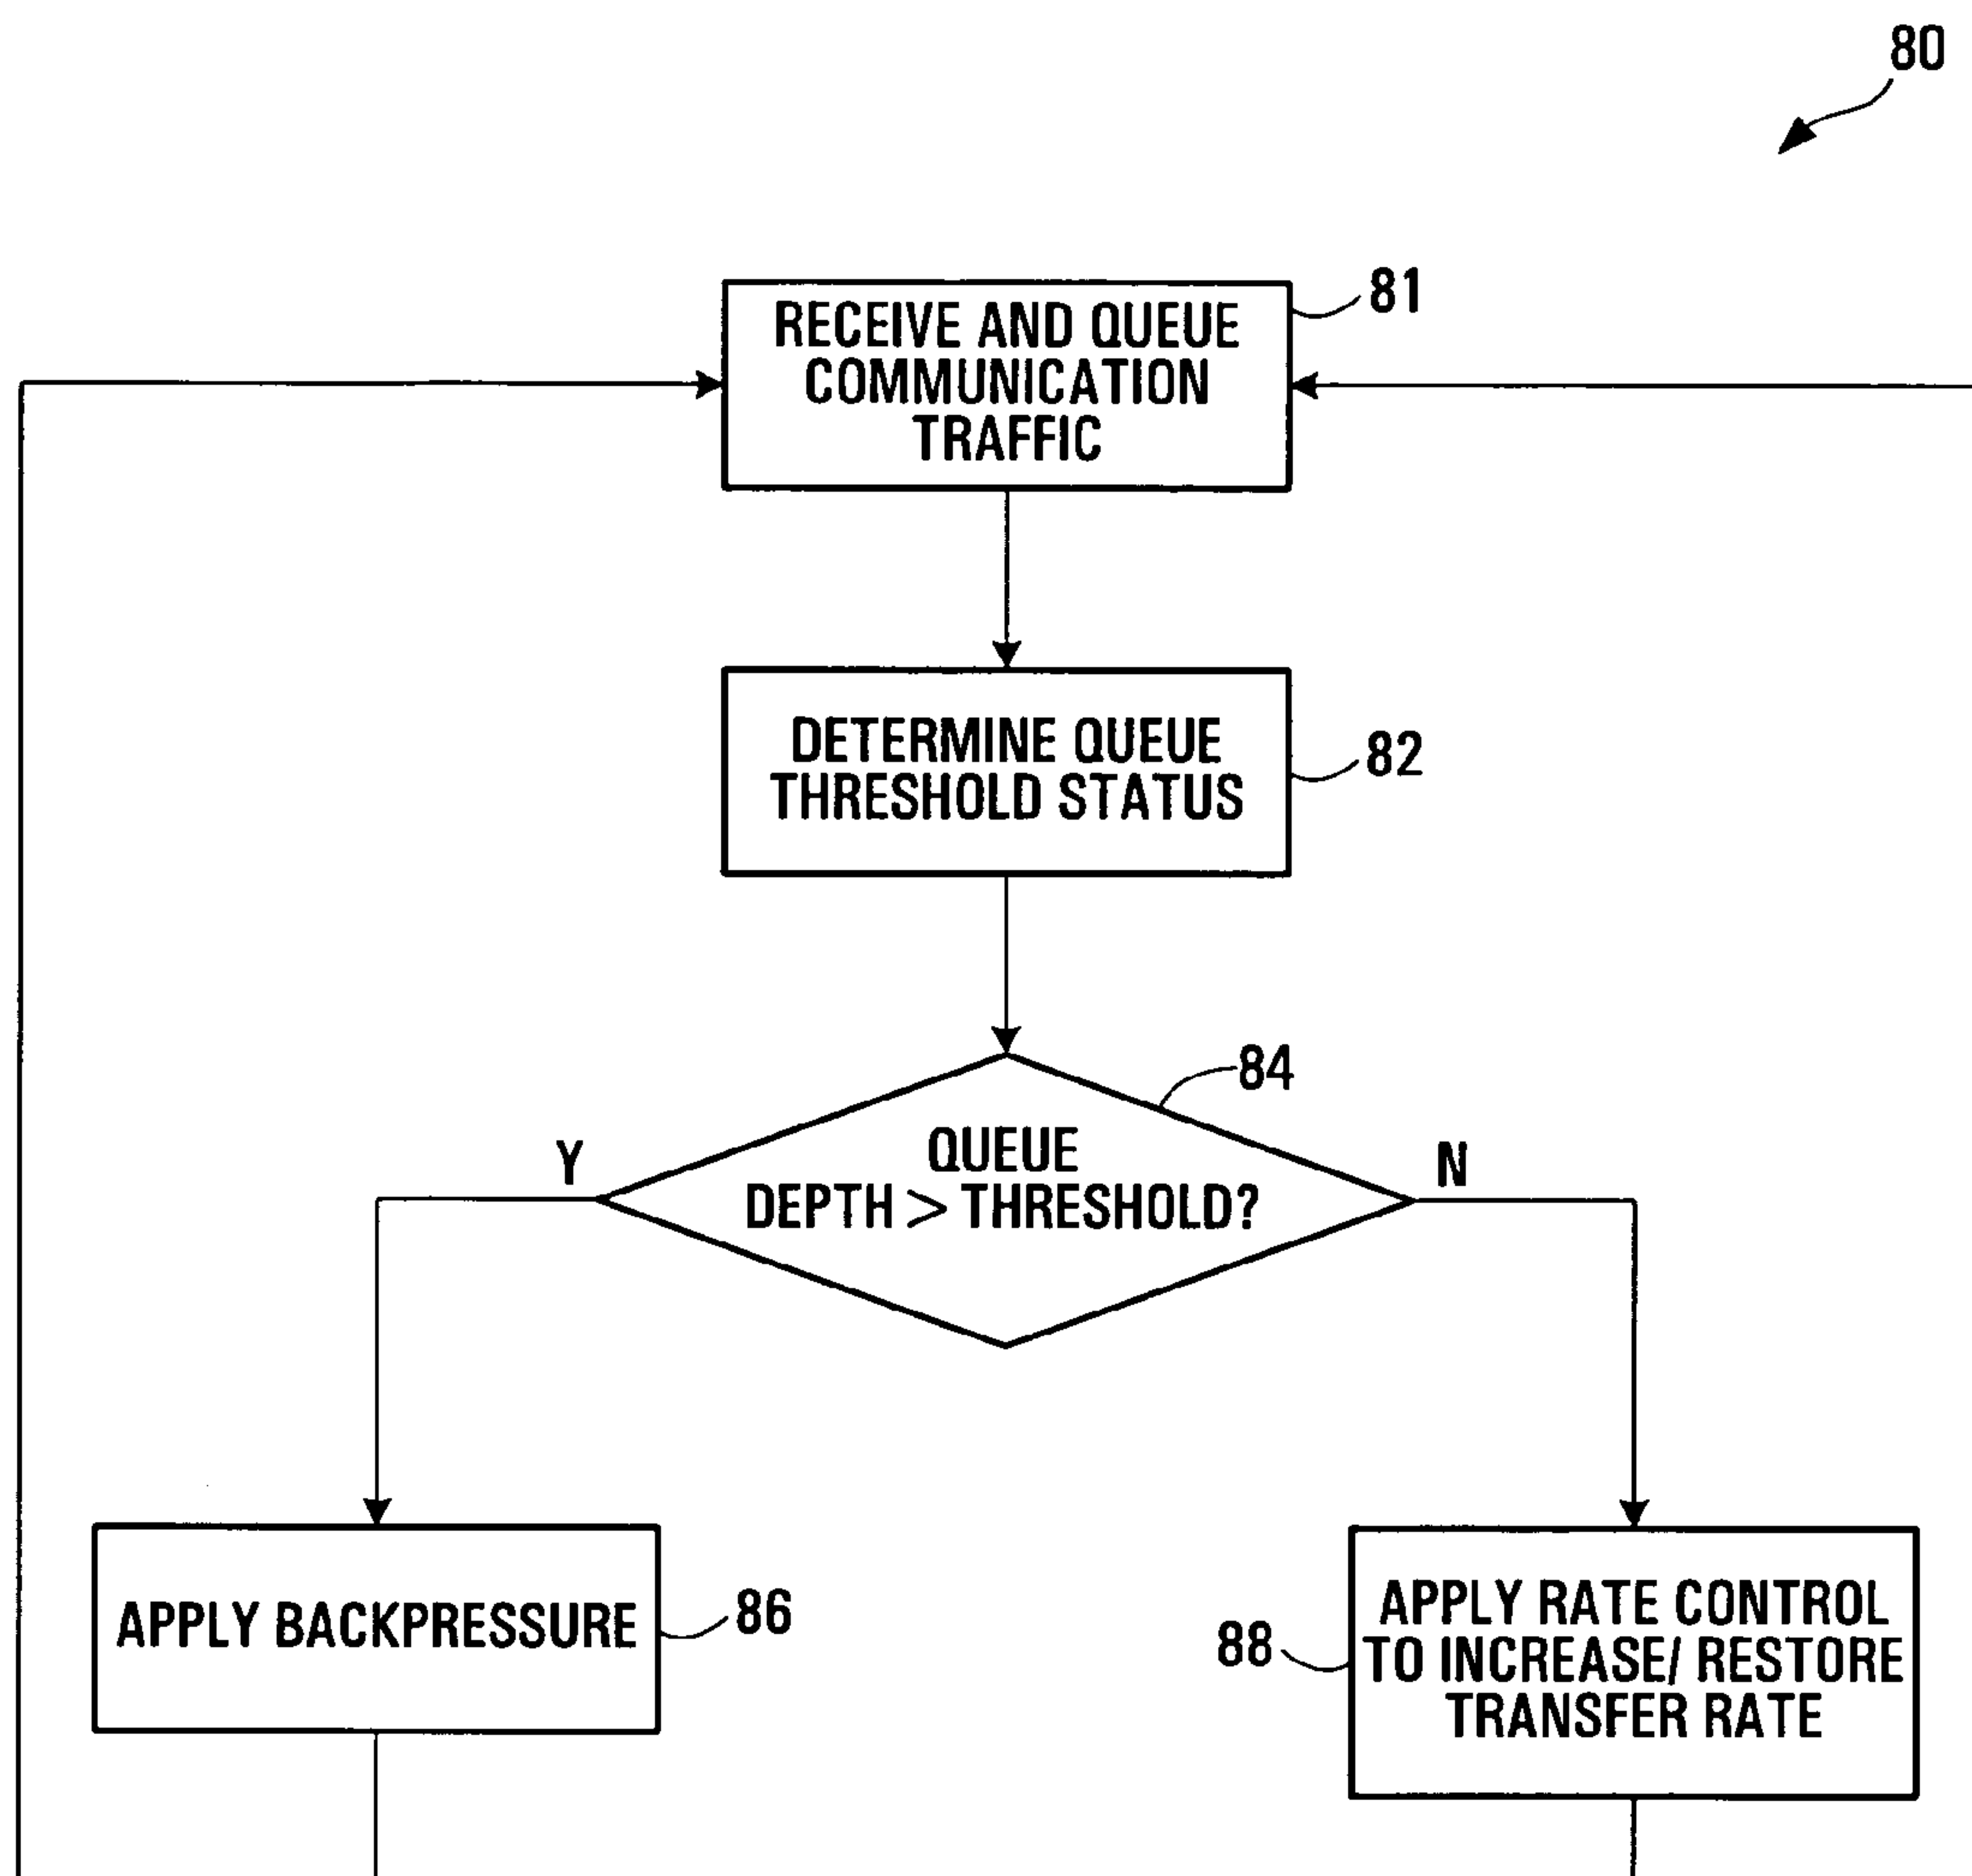 80
RECEIVE AND QUEUE
COMMUNICATION
TRAFFIC
81
DETERMINE QUEUE
THRESHOLD STATUS
82
84
QUEUE
DEPTH > THRESHOLD?
Y
N
APPLY BACKPRESSURE
86
88
APPLY RATE CONTROL
TO INCREASE/ RESTORE
TRANSFER RATE